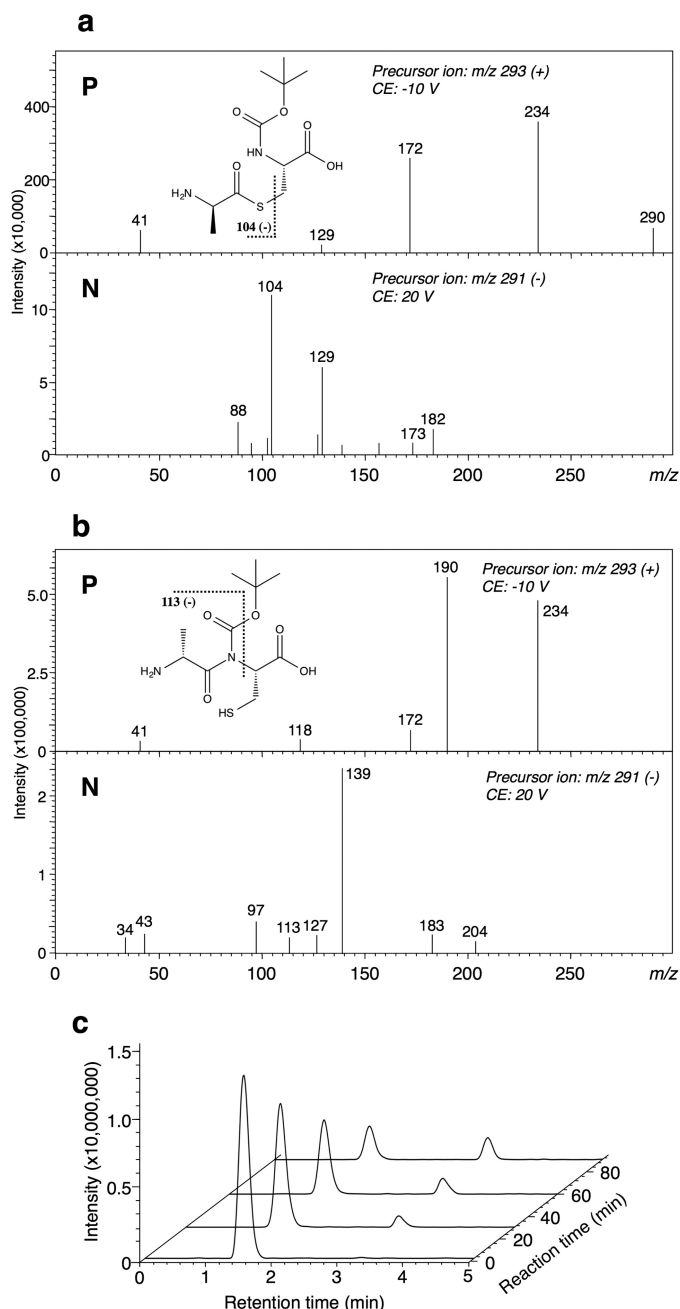 a
P
Precursor ion: m/z 293 (+)
CE: -10 V
400
200
0
41
129
172
234
290
O
O
HN
O
OH
O
H₂N
S
104 (-)
Intensity (x10,000)
N
Precursor ion: m/z 291 (-)
CE: 20 V
10
5
0
88
104
129
173
182
0
50
100
150
200
250
m/z
b
P
Precursor ion: m/z 293 (+)
CE: -10 V
5.0
2.5
0
41
118
172
190
234
113 (-)
O
O
O
H₂N
N
OH
O
HS
Intensity (x100,000)
N
Precursor ion: m/z 291 (-)
CE: 20 V
2
1
0
34
43
97
113
127
139
183
204
0
50
100
150
200
250
m/z
c
Intensity (x10,000,000)
1.5
1.0
0.5
0
0
1
2
3
4
5
Retention time (min)
0
20
40
60
80
Reaction time (min)